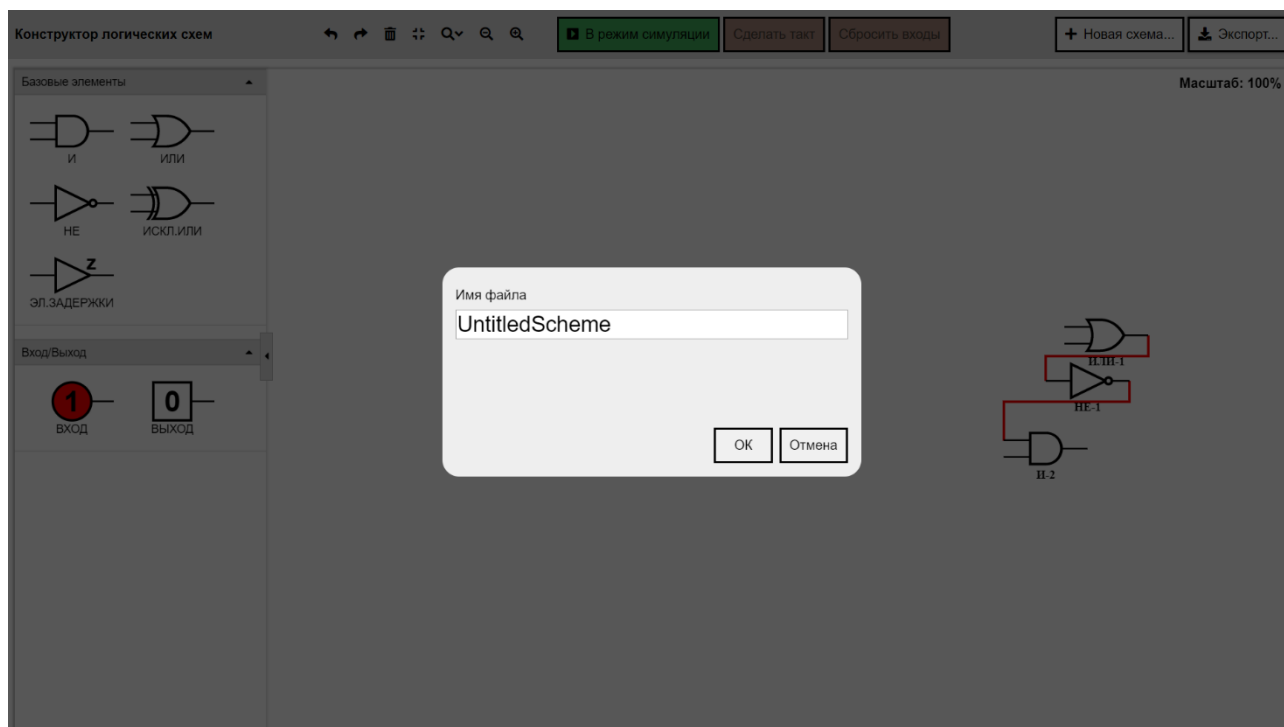 Конструктор логических схем
В режим симуляции
Сделать такт
Сбросить входы
Новая схема...
Экспорт...
Базовые элементы
Масштаб: 100%
И
ИЛИ
НЕ
ИСКЛ.ИЛИ
Z
ЭЛ.ЗАДЕРЖКИ
Вход/Выход
1
0
ВХОД
ВЫХОД
Имя файла
UntitledScheme
ОК
Отмена
ИЛИ-1
НЕ-1
И-2